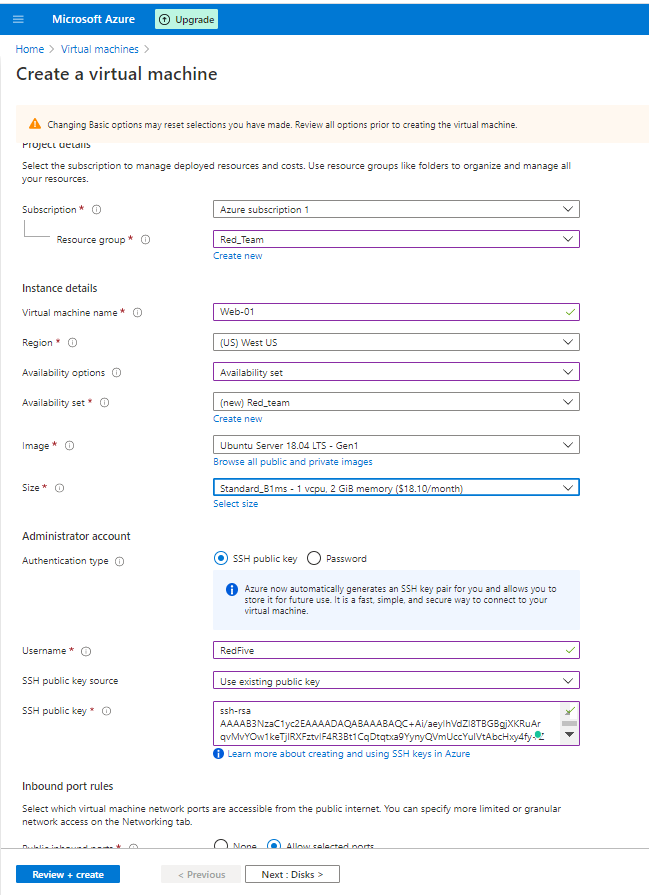 Microsoft Azure Upgrade
Home > Virtual machines >
Create a virtual machine
Changing Basic options may reset selections you have made. Review all options prior to creating the virtual machine.
Project details
Select the subscription to manage deployed resources and costs. Use resource groups like folders to organize and manage all
your resources.
Subscription * Azure subscription 1
Resource group * Red_Team
Create new
Instance details
Virtual machine name * Web-01
Region * (US) West US
Availability options Availability set
Availability set * (new) Red_team
Create new
Image * Ubuntu Server 18.04 LTS - Gen1
Browse all public and private images
Size * Standard_B1ms - 1 vcpu, 2 GiB memory ($18.10/month)
Select size
Administrator account
Authentication type SSH public key Password
Azure now automatically generates an SSH key pair for you and allows you to
store it for future use. It is a fast, simple, and secure way to connect to your
virtual machine.
Username * RedFive
SSH public key source Use existing public key
ssh-rsa
SSH public key *
Learn more about creating and using SSH keys in Azure
Inbound port rules
Select which virtual machine network ports are accessible from the public internet. You can specify more limited or granular
network access on the Networking tab.
Public inbound ports * None Allow selected ports
Review + create < Previous Next : Disks >